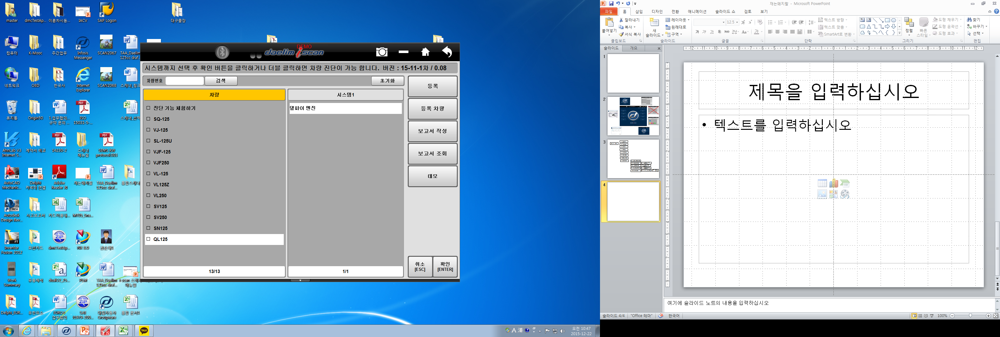 master
dmcTestAp...
이륜차시동...
IACV
SAP Logon
대구출장
컴퓨터
K-Mooc
주간업무
Infosis Messenger
SCAN2067
TAA_Daelim 125cc draf...
네트워크
OBD
한국사
Internet Explorer
SCAN2068
스캐너_링크
휴지통
Origin50
1.업무협의... 규약 문의 ...
ISO 15031-5-...
스캐너_선택
AhnLab V3 Internet S...
계약서 비교
14230-2
스캐너 메뉴얼
SEMS KW protocol.003
AutoCAD Mechanic...
Delphi 커넥터 연결
Adobe Reader XI
재는왜지랄
TAA_Daelim 125cc draf...
통합스캐너
Autodesk Design Rev...
사고보고서
카드이용내...
MT05_Sna...
Inventor Fusion 2012
모션카드
dmcTestAp...
NX 8.0
Work Summary
유동해석
dualO2_25...
PLM
TAA_Daelim 125cc draf...
i-scan 소비자 메뉴얼
Delphi_EUR...
유한요소
EURO4 업무협의
SAE J1979-200...
대림자동차 Groupware
통합 문서1
DEMO
daelim i scan
시스템까지 선택 후 확인 버튼을 클릭하거나 더블 클릭하면 차량 진단이 가능 합니다. 버전 : 15-11-1차 / 0.08
차량번호
검색
초기화
차량
시스템1
진단 기능 체험하기
SQ-125
VJ-125
SL-125U
VJF-125
VJF250
VL-125
VL125Z
VL250
SV125
SV250
SN125
QL125
13/13
델파이 엔진
1/1
등록
등록 차량
보고서 작성
보고서 조회
데모
취소 [ESC]
확인 [ENTER]
TALK
A 漢
오전 10:47
2015-12-22
재는왜지랄 - Microsoft PowerPoint
파일 홈 삽입 디자인 전환 애니메이션 슬라이드 쇼 검토 보기
붙여넣기
잘라내기
복사
서식 복사
클립보드
새 슬라이드
레이아웃
원래대로
구역
슬라이드
12.5
글꼴
텍스트 방향
텍스트 맞춤
SmartArt로 변환
단락
정렬
빠른 스타일
도형 채우기
도형 윤곽선
도형 효과
그리기
찾기
바꾸기
선택
편집
슬라이드
개요
1
2
3
4
제목을 입력하십시오
• 텍스트를 입력하십시오
여기에 슬라이드 노트의 내용을 입력하십시오
슬라이드 4/4
"Office 테마"
한국어
100%